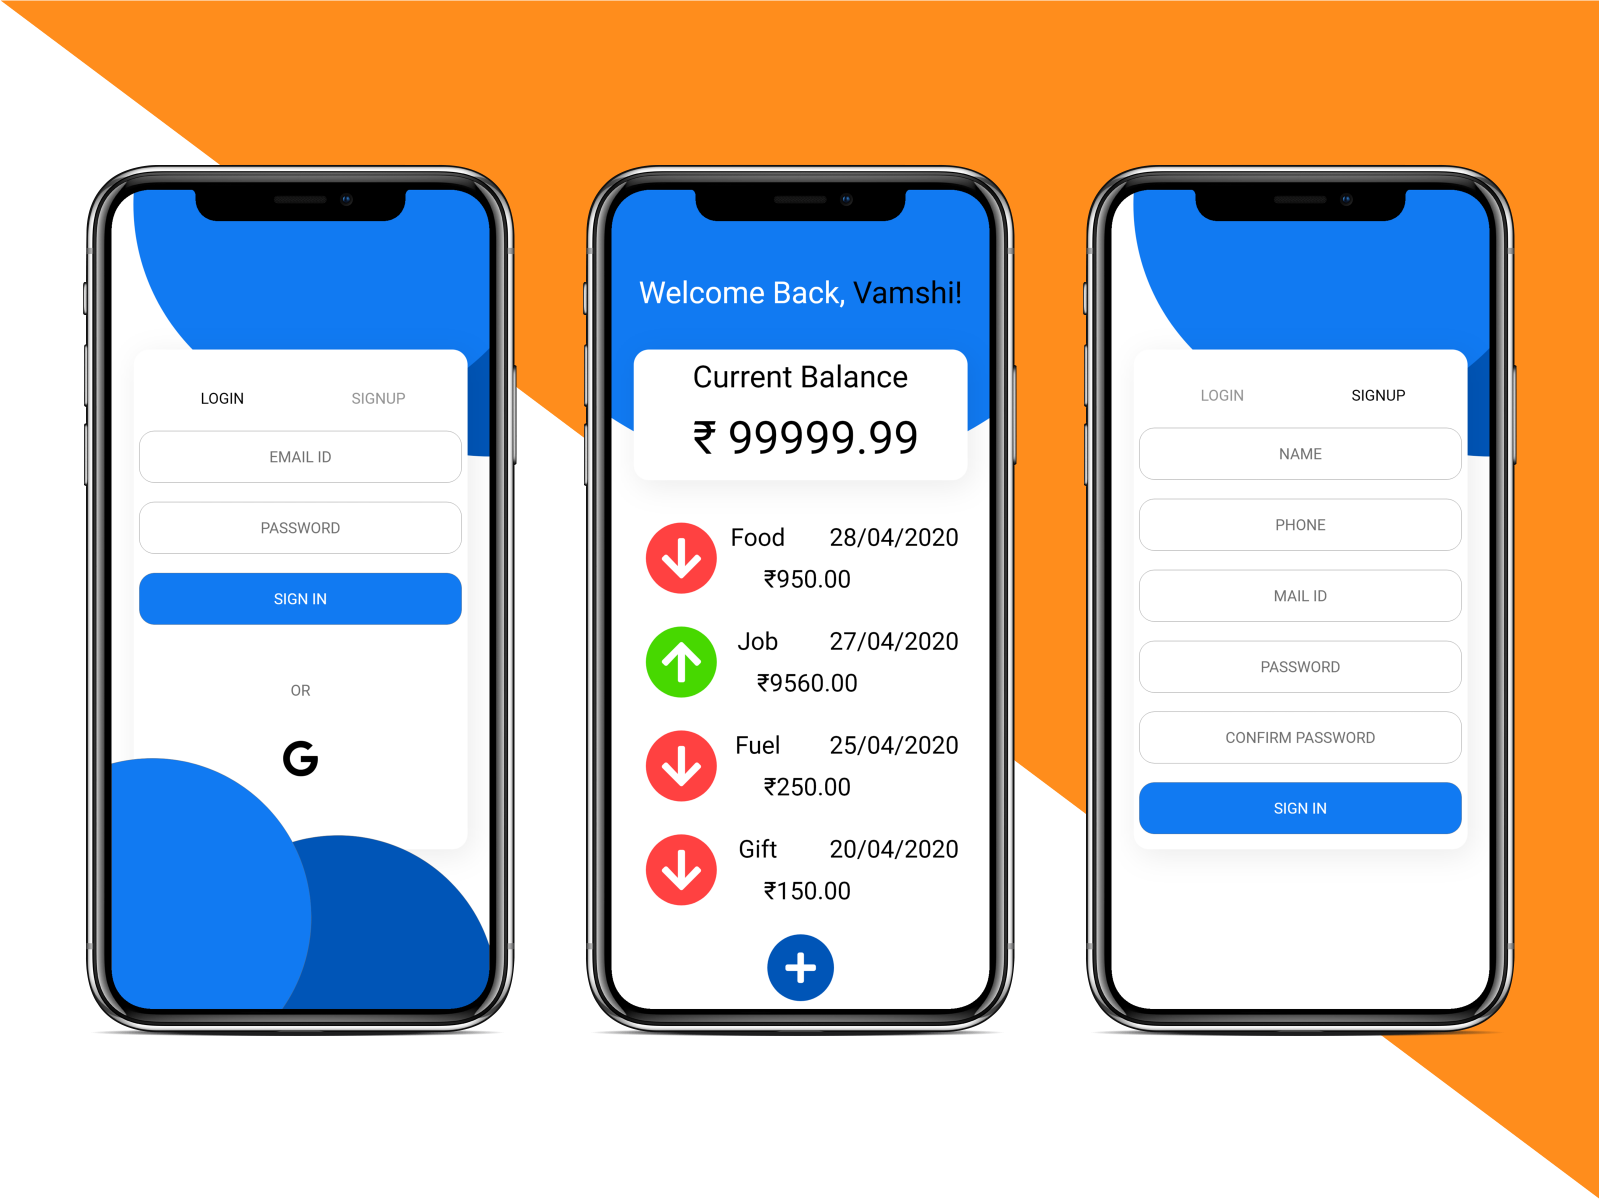 LOGIN SIGNUP
EMAIL ID
PASSWORD
SIGN IN
OR
G
Welcome Back, Vamshi!
Current Balance
₹ 99999.99
Food 28/04/2020
₹950.00
Job 27/04/2020
₹9560.00
Fuel 25/04/2020
₹250.00
Gift 20/04/2020
₹150.00
LOGIN SIGNUP
NAME
PHONE
MAIL ID
PASSWORD
CONFIRM PASSWORD
SIGN IN